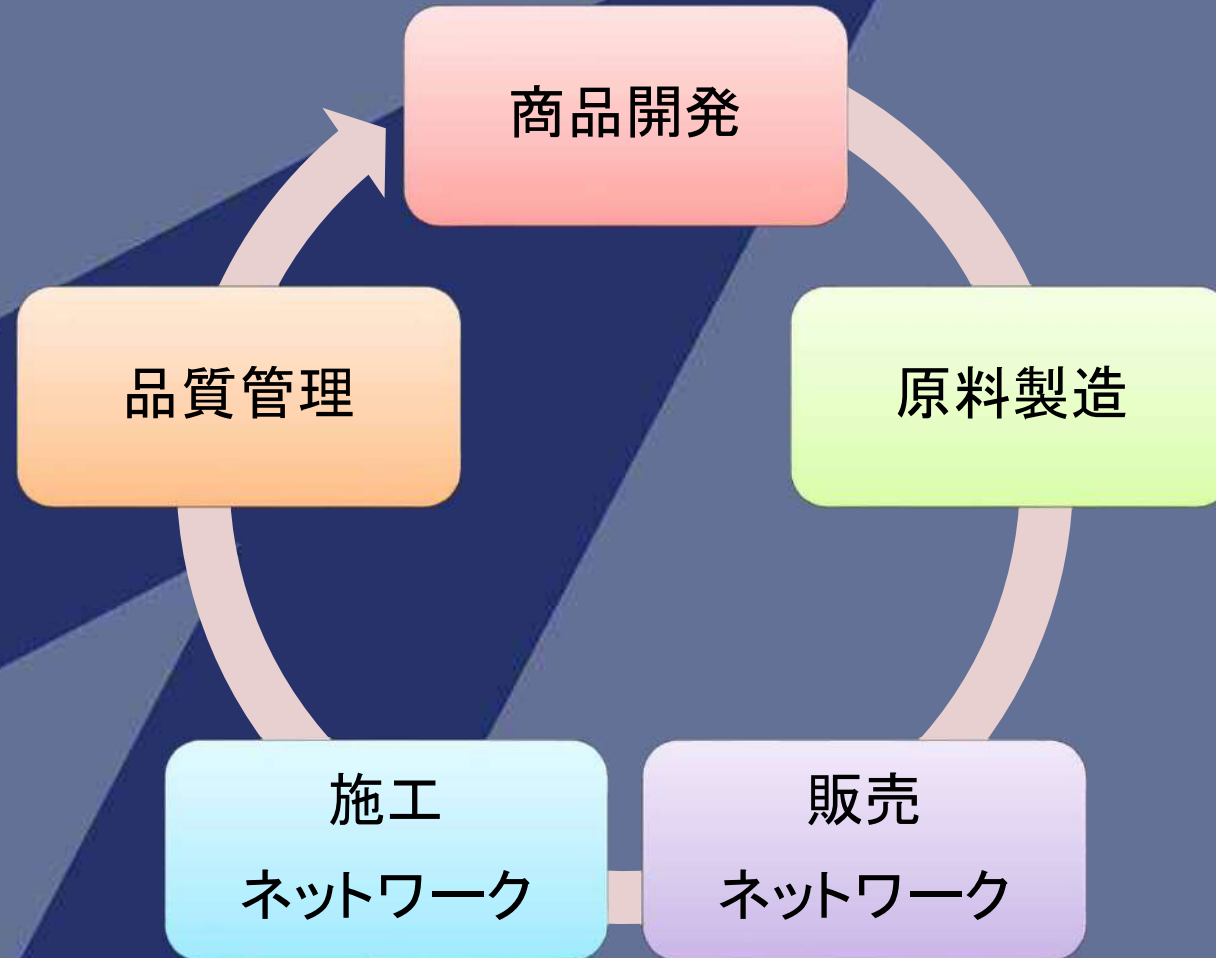 商品開発
原料製造
販売
ネットワーク
施工
ネットワーク
品質管理